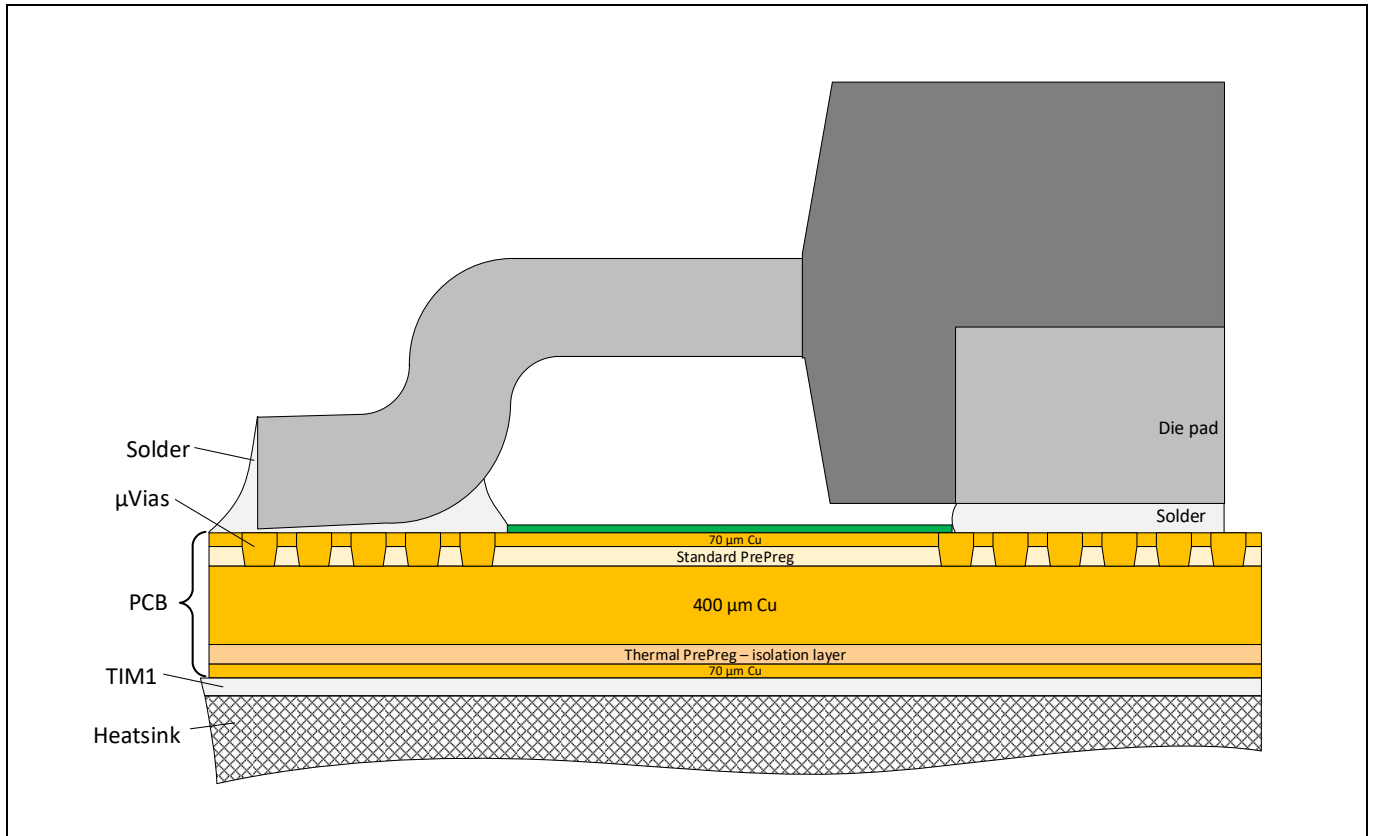 Die pad
Solder
Solder
µVias
70 µm Cu
Standard PrePreg
PCB
400 µm Cu
Thermal PrePreg – isolation layer
70 µm Cu
TIM1
Heatsink